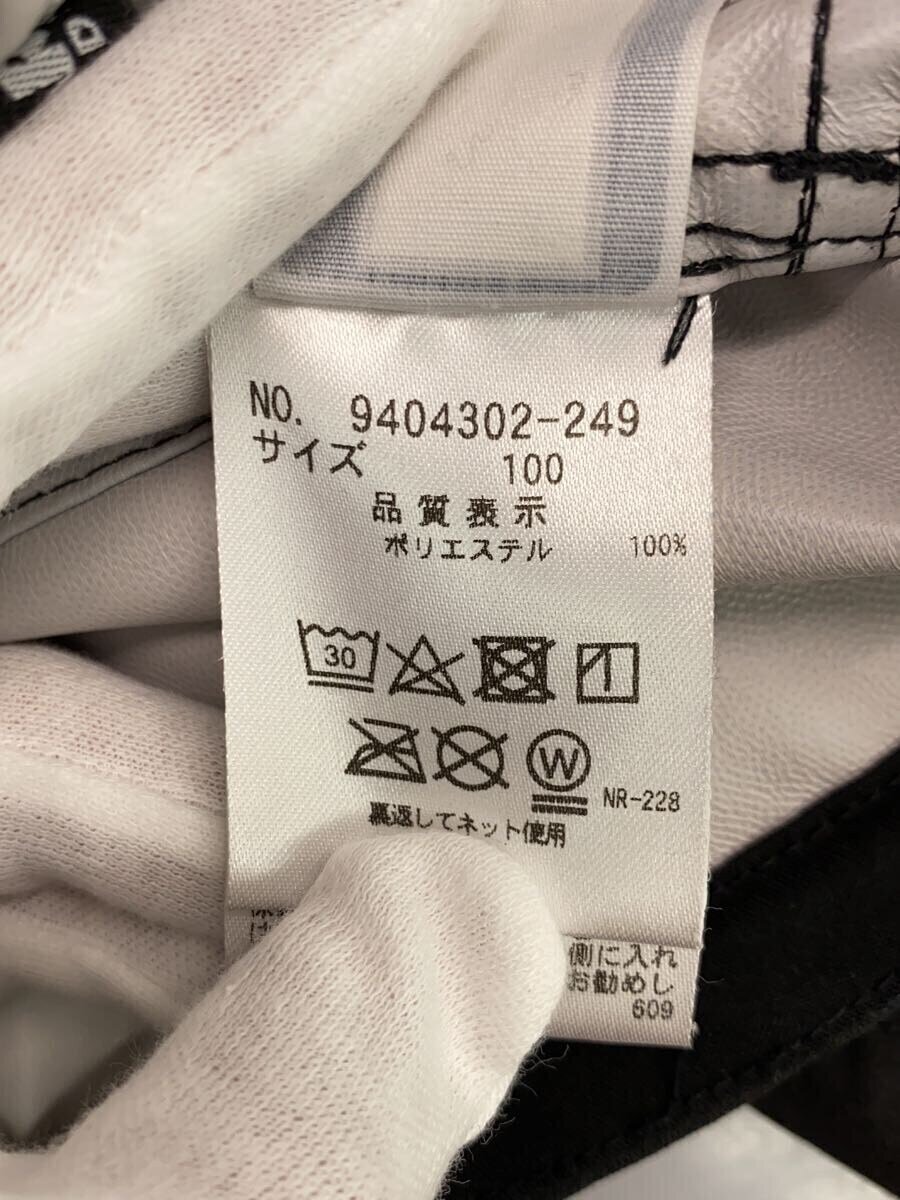 NO. 9404302-249
サイズ 100
品質表示
ポリエステル 100%
30
W
NR-228
裏返してネット使用
側に入れ
お勧めし
609